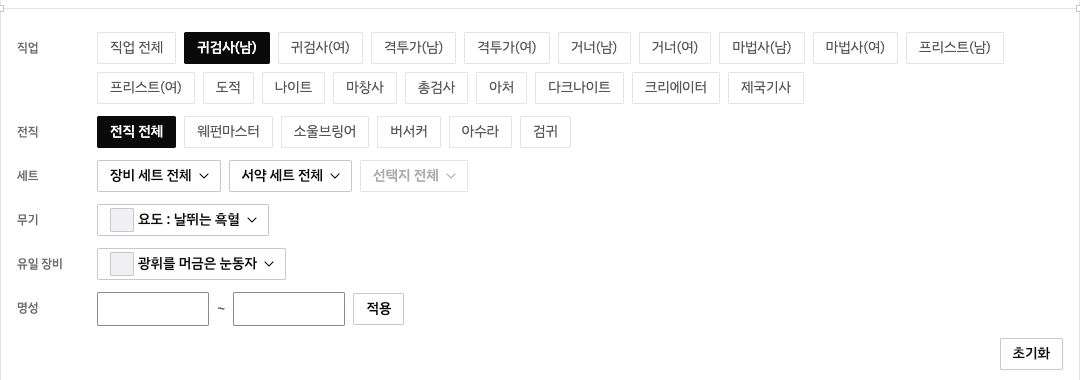 직업 직업 전체 귀검사(남) 귀검사(여) 격투가(남) 격투가(여) 거너(남) 거너(여) 마법사(남) 마법사(여) 프리스트(남)
프리스트(여) 도적 나이트 마창사 총검사 아처 다크나이트 크리에이터 제국기사
전직 전직 전체 웨펀마스터 소울브링어 버서커 아수라 검귀
세트 장비 세트 전체 서약 세트 전체 선택지 전체
무기 요도 : 날뛰는 흑혈
유일 장비 광휘를 머금은 눈동자
명성 ~ 적용
초기화